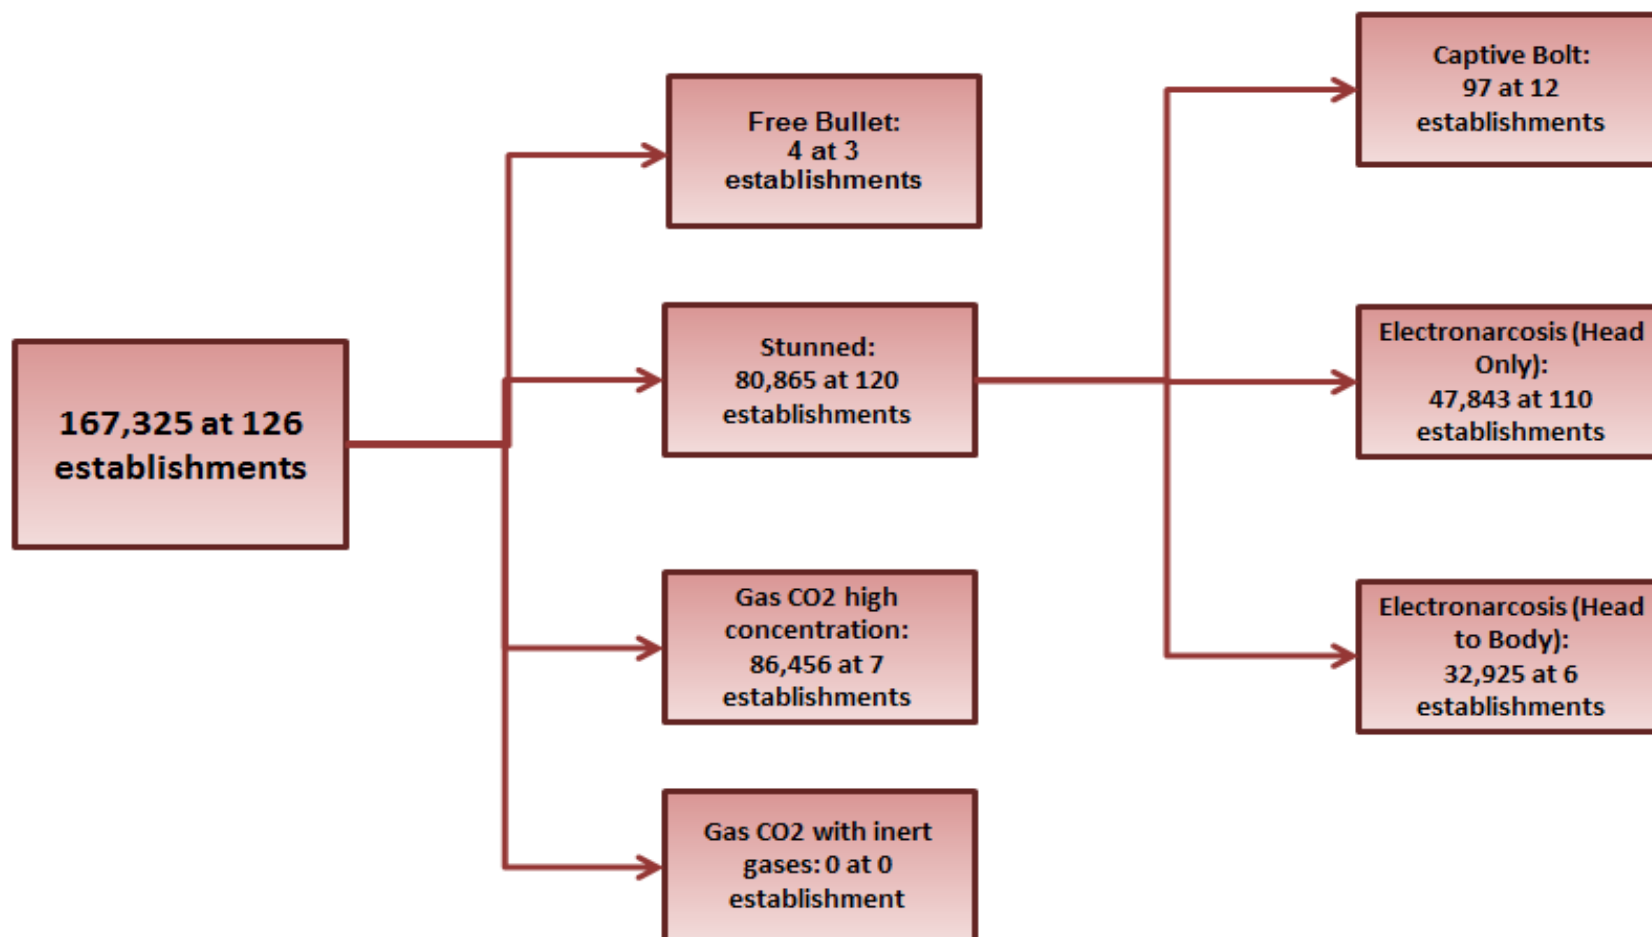 167,325 at 126
establishments
Free Bullet:
4 at 3
establishments
Stunned:
80,865 at 120
establishments
Gas CO2 high
concentration:
86,456 at 7
establishments
Gas CO2 with inert
gases: 0 at 0
establishment
Captive Bolt:
97 at 12
establishments
Electronarcosis (Head
Only):
47,843 at 110
establishments
Electronarcosis (Head
to Body):
32,925 at 6
establishments